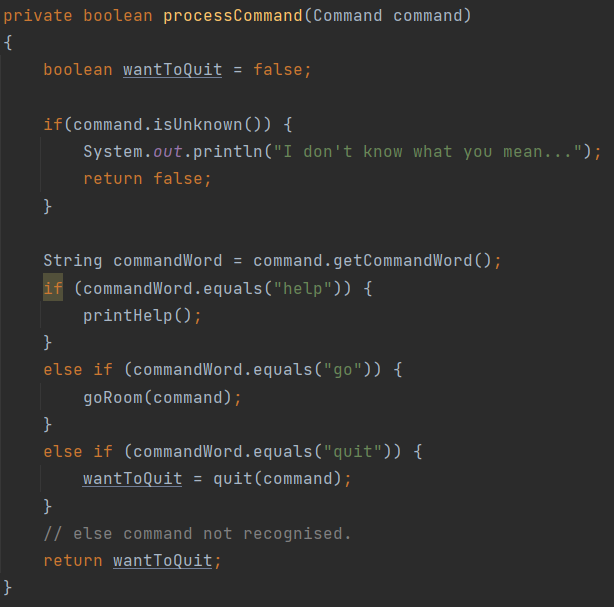 private boolean processCommand(Command command)
{
    boolean wantToQuit = false;

    if(command.isUnknown()) {
        System.out.println("I don't know what you mean...");
        return false;
    }

    String commandWord = command.getCommandWord();
    if (commandWord.equals("help")) {
        printHelp();
    }
    else if (commandWord.equals("go")) {
        goRoom(command);
    }
    else if (commandWord.equals("quit")) {
        wantToQuit = quit(command);
    }
    // else command not recognised.
    return wantToQuit;
}